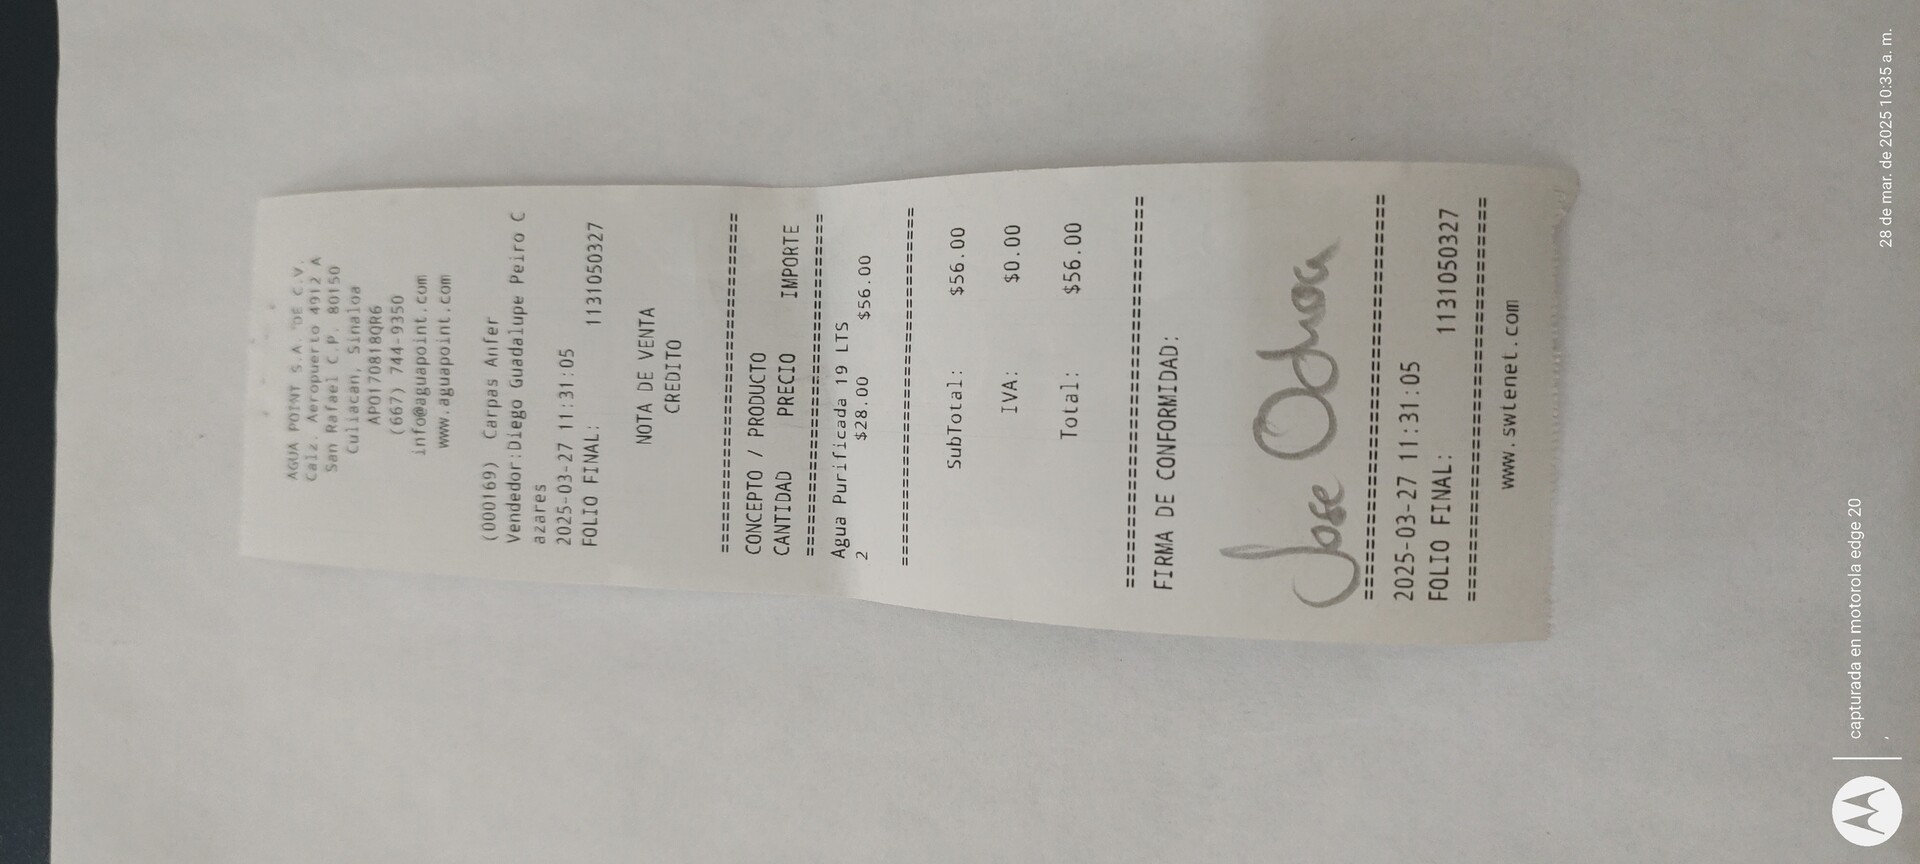 AGUA POINT S.A. DE C.V.
Calz. Aeropuerto 4912 A
San Rafael C.P. 80150
Culiacan, Sinaloa
APO170818QR6
(667) 744-9350
info@aguapoint.com
www.aguapoint.com
(000169) Carpas Anfer
Vendedor:Diego Guadalupe Peiro C
azares
2025-03-27 11:31:05
FOLIO FINAL: 1131050327
NOTA DE VENTA
CREDITO
================================
CONCEPTO / PRODUCTO
CANTIDAD PRECIO IMPORTE
================================
Agua Purificada 19 LTS
2 $28.00 $56.00
================================
SubTotal: $56.00
IVA: $0.00
Total: $56.00
================================
FIRMA DE CONFORMIDAD:
Jose Ochoa
================================
2025-03-27 11:31:05
FOLIO FINAL: 1131050327
================================
www.swtenet.com
capturada en motorola edge 20
28 de mar. de 2025 10:35 a. m.